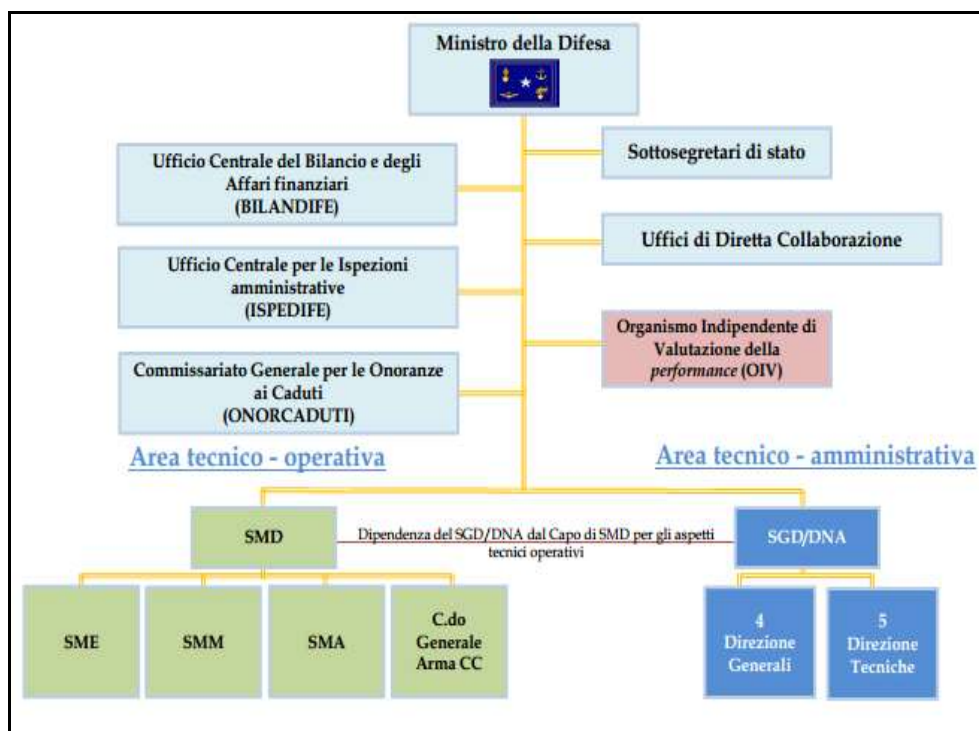 Ministro della Difesa
Sottosegretari di stato
Ufficio Centrale del Bilancio e degli
Affari finanziari
(BILANDIFE)
Uffici di Diretta Collaborazione
Ufficio Centrale per le Ispezioni
amministrative
(ISPEDIFE)
Organismo Indipendente di
Valutazione della
performance (OIV)
Commissariato Generale per le Onoranze
ai Caduti
(ONORCADUTI)
Area tecnico - operativa
Area tecnico - amministrativa
SMD
Dipendenza del SGD/DNA dal Capo di SMD per gli aspetti
tecnici operativi
SGD/DNA
SME
SMM
SMA
C.do
Generale
Arma CC
4
Direzione
Generali
5
Direzione
Tecniche